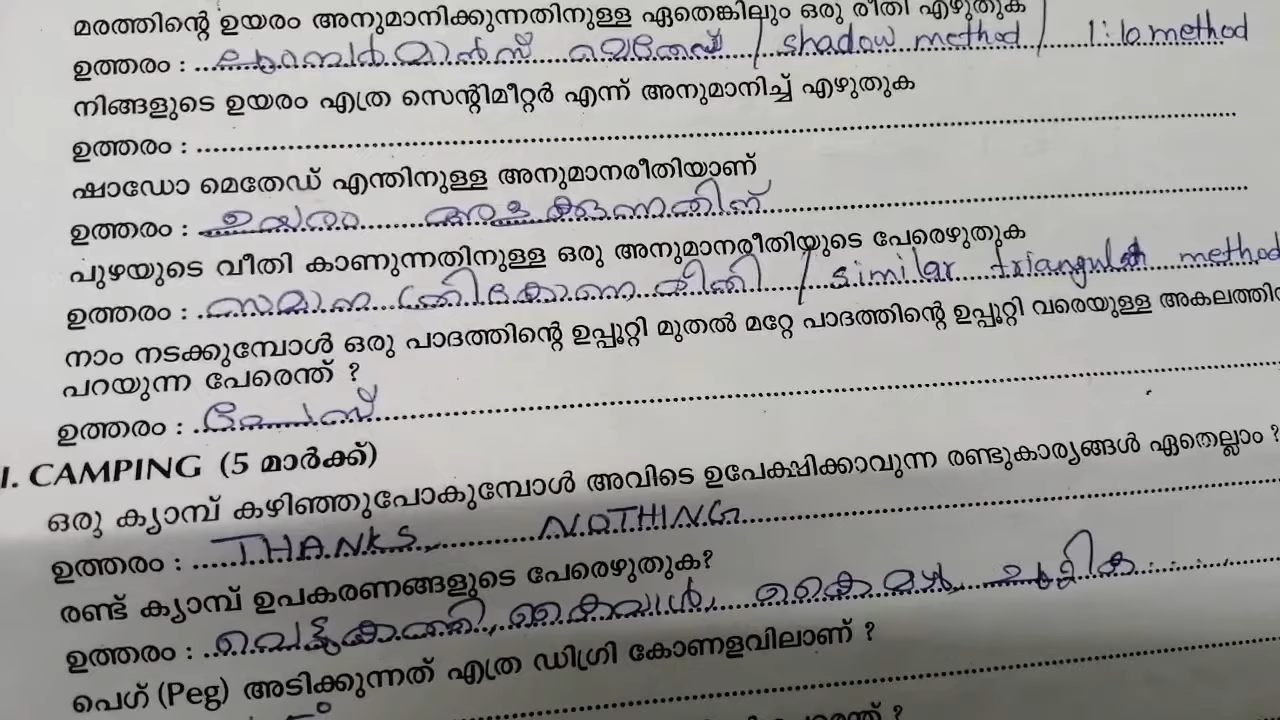 മരത്തിന്റെ ഉയരം അനുമാനിക്കുന്നതിനുള്ള ഏതെങ്കിലും ഒരു രീതി എഴുതുക
ഉത്തരം : മെതേഡ് / shadow method / 1:10 method
നിങ്ങളുടെ ഉയരം എത്ര സെന്റിമീറ്റർ എന്ന് അനുമാനിച്ച് എഴുതുക
ഉത്തരം :
ഷാഡോ മെതേഡ് എന്തിനുള്ള അനുമാനരീതിയാണ്
ഉത്തരം : ഉയരം അളക്കുന്നതിന്
പുഴയുടെ വീതി കാണുന്നതിനുള്ള ഒരു അനുമാനരീതിയുടെ പേരെഴുതുക
ഉത്തരം : സമാന ത്രികോണ രീതി / similar method
നാം നടക്കുമ്പോൾ ഒരു പാദത്തിന്റെ ഉപ്പൂറ്റി മുതൽ മറ്റേ പാദത്തിന്റെ ഉപ്പൂറ്റി വരെയുള്ള
പറയുന്ന പേരെന്ത് ?
ഉത്തരം : പേസ്
I. CAMPING (5 മാർക്ക്)
ഒരു ക്യാമ്പ് കഴിഞ്ഞുപോകുമ്പോൾ അവിടെ ഉപേക്ഷിക്കാവുന്ന രണ്ടുകാര്യങ്ങൾ ഏതെല്ലാം ?
ഉത്തരം : THANKS, NOTHING
രണ്ട് ക്യാമ്പ് ഉപകരണങ്ങളുടെ പേരെഴുതുക?
ഉത്തരം : വെട്ടുകത്തി, കൈവാൾ, കൈമഴു, ചുറ്റിക
പെഗ് (Peg) അടിക്കുന്നത് എത്ര ഡിഗ്രി കോണളവിലാണ് ?